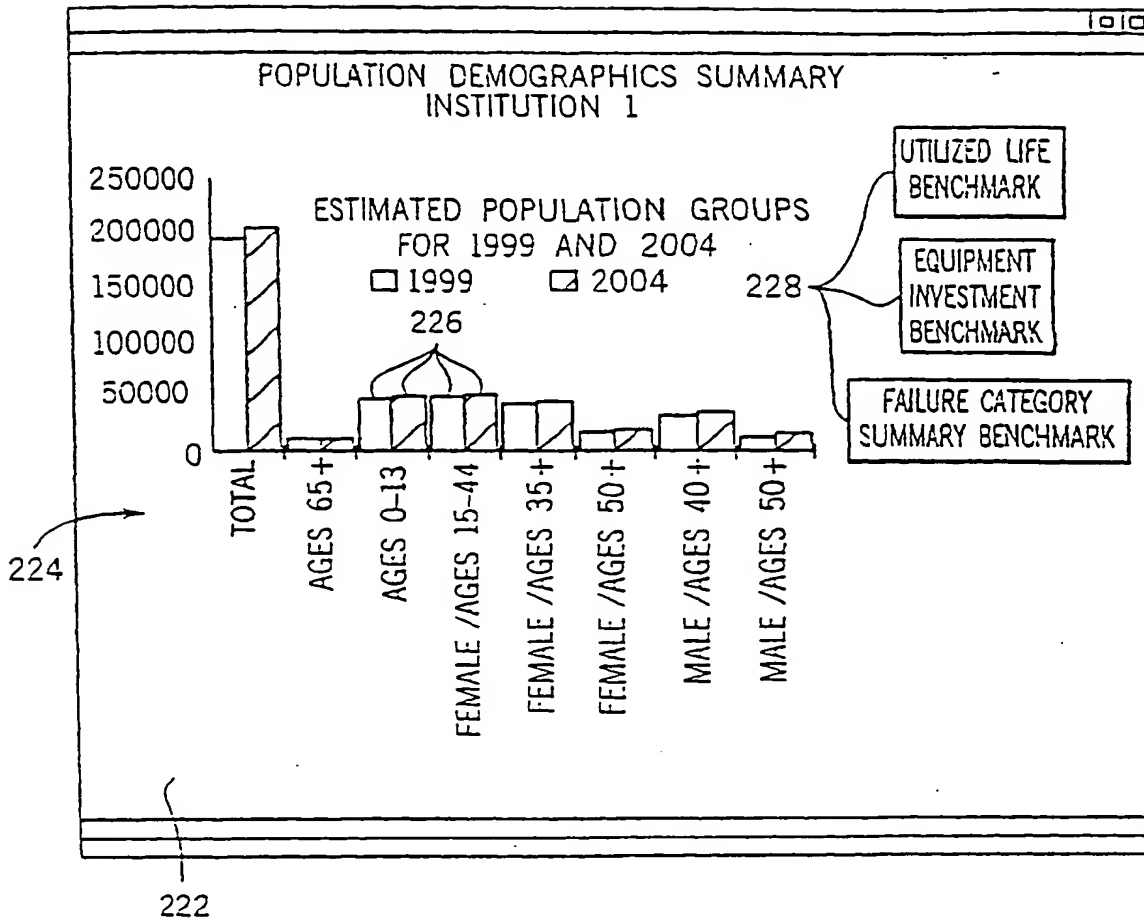 POPULATION DEMOGRAPHICS SUMMARY
INSTITUTION 1
ESTIMATED POPULATION GROUPS
FOR 1999 AND 2004
1999 2004
226
250000
200000
150000
100000
50000
0
TOTAL
AGES 65+
AGES 0-13
FEMALE /AGES 15-44
FEMALE /AGES 35+
FEMALE /AGES 50+
MALE /AGES 40+
MALE /AGES 50+
228
UTILIZED LIFE
BENCHMARK
EQUIPMENT
INVESTMENT
BENCHMARK
FAILURE CATEGORY
SUMMARY BENCHMARK
224
222